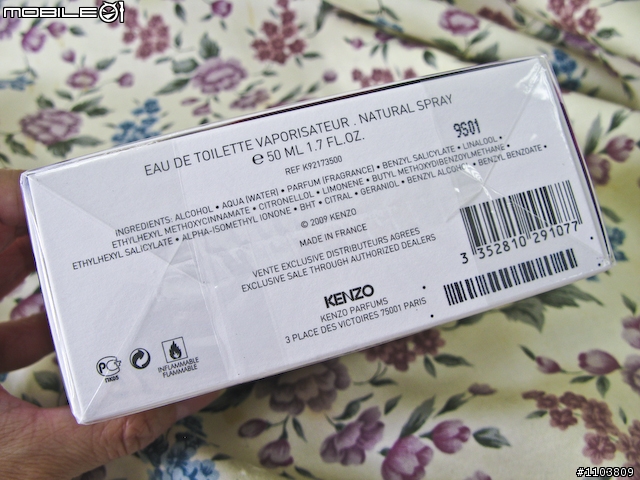 MOBILE01
EAU DE TOILETTE VAPORISATEUR . NATURAL SPRAY
e 50 ML 1.7 FL.OZ.
REF K92173500
9S01
INGREDIENTS: ALCOHOL • AQUA (WATER) • PARFUM (FRAGRANCE) • BENZYL SALICYLATE • LINALOOL •
ETHYLHEXYL METHOXYCINNAMATE • CITRONELLOL • LIMONENE • BUTYL METHOXYDIBENZOYLMETHANE •
ETHYLHEXYL SALICYLATE • ALPHA-ISOMETHYL IONONE • BHT • CITRAL • GERANIOL • BENZYL ALCOHOL • BENZYL BENZOATE.
© 2009 KENZO
MADE IN FRANCE
VENTE EXCLUSIVE DISTRIBUTEURS AGREES
EXCLUSIVE SALE THROUGH AUTHORIZED DEALERS
3 352810 291077
KENZO
KENZO PARFUMS
3 PLACE DES VICTOIRES 75001 PARIS
INFLAMMABLE
FLAMMABLE
#1103809